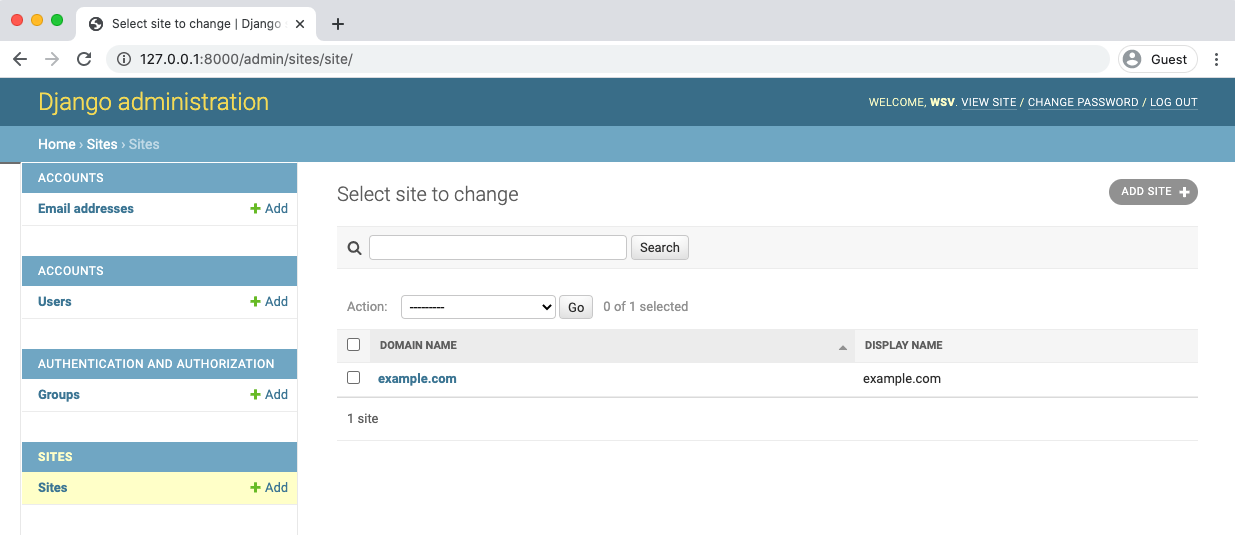 Select site to change | Django
127.0.0.1:8000/admin/sites/site/
Guest
Django administration
WELCOME, WSV. VIEW SITE / CHANGE PASSWORD / LOG OUT
Home › Sites › Sites
ACCOUNTS
Email addresses Add
ACCOUNTS
Users Add
AUTHENTICATION AND AUTHORIZATION
Groups Add
SITES
Sites Add
Select site to change
ADD SITE
Search
Action: --------- Go 0 of 1 selected
DOMAIN NAME DISPLAY NAME
example.com example.com
1 site